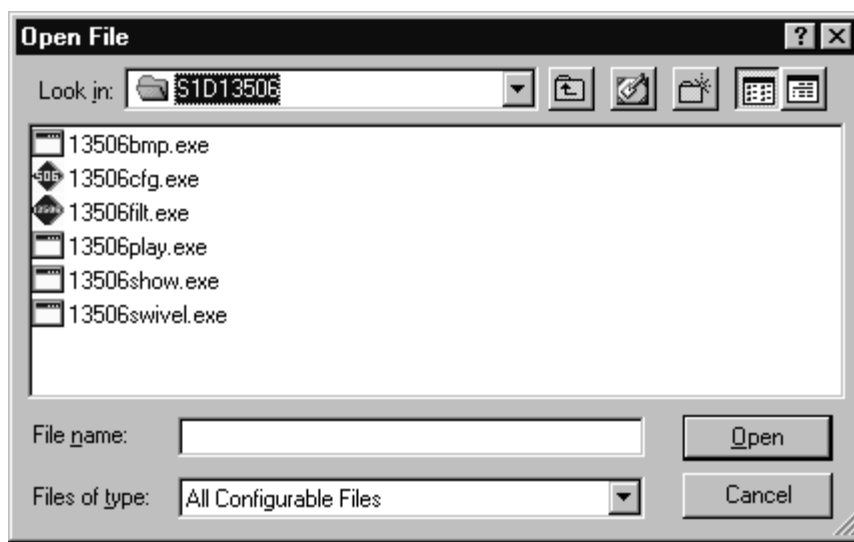 Open File
Look in: S1D13506
13506bmp.exe
13506cfg.exe
13506filt.exe
13506play.exe
13506show.exe
13506swivel.exe
File name:
Open
Files of type: All Configurable Files
Cancel